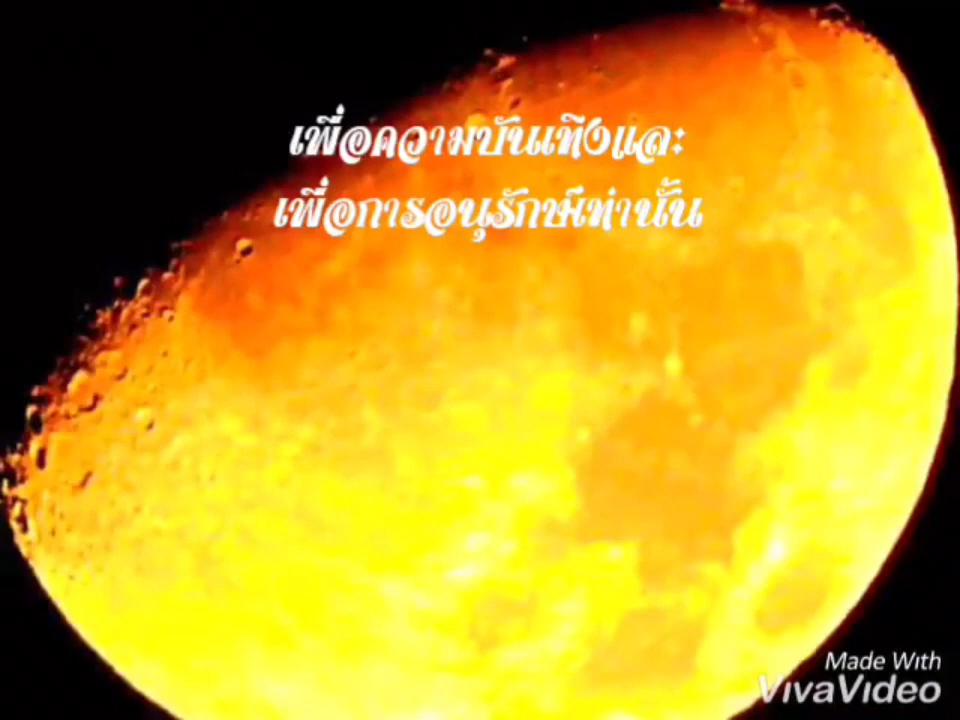 เพื่อความบันเทิงและ
เพื่อการอนุรักษ์เท่านั้น
Made With
VivaVideo